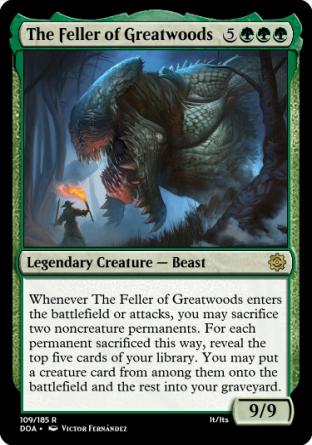 The Feller of Greatwoods 5
Legendary Creature — Beast
Whenever The Feller of Greatwoods enters
the battlefield or attacks, you may sacrifice
two noncreature permanents. For each
permanent sacrificed this way, reveal the
top five cards of your library. You may put
a creature card from among them onto the
battlefield and the rest into your graveyard.
109/185 R It/Its
DOA • Victor Fernández
9/9